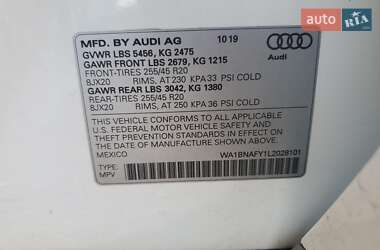 AUTO
RIA
MFD. BY AUDI AG 10 19
GVWR LBS 5456, KG 2475
GAWR FRONT LBS 2679, KG 1215
Audi
FRONT-TIRES 255/45 R20
8JX20 RIMS, AT 230 KPA 33 PSI COLD
GAWR REAR LBS 3042, KG 1380
REAR-TIRES 255/45 R20
8JX20 RIMS, AT 250 KPA 36 PSI COLD
THIS VEHICLE CONFORMS TO ALL APPLICABLE
U.S. FEDERAL MOTOR VEHICLE SAFETY STANDARDS
AND THEFT PREVENTION STANDARD IN EFFECT ON
THE DATE OF MANUFACTURE SHOWN ABOVE.
MEXICO
WA1BNAFY1L2028101
TYPE:
MPV